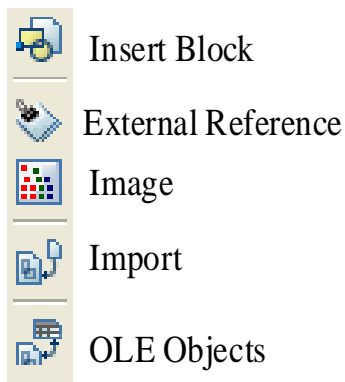 Insert Block
External Reference
Image
Import
OLE Objects